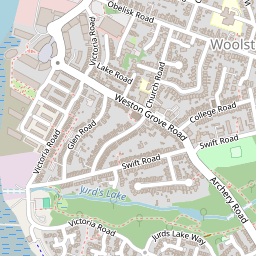 Obelisk Road
Victoria Road
Woolst
Lake Road
Church Road
Weston Grove Road
College Road
Glen Road
Victoria Road
Swift Road
Swift Road
Archery Road
Jurd's Lake
Victoria Road
Jurds Lake Way